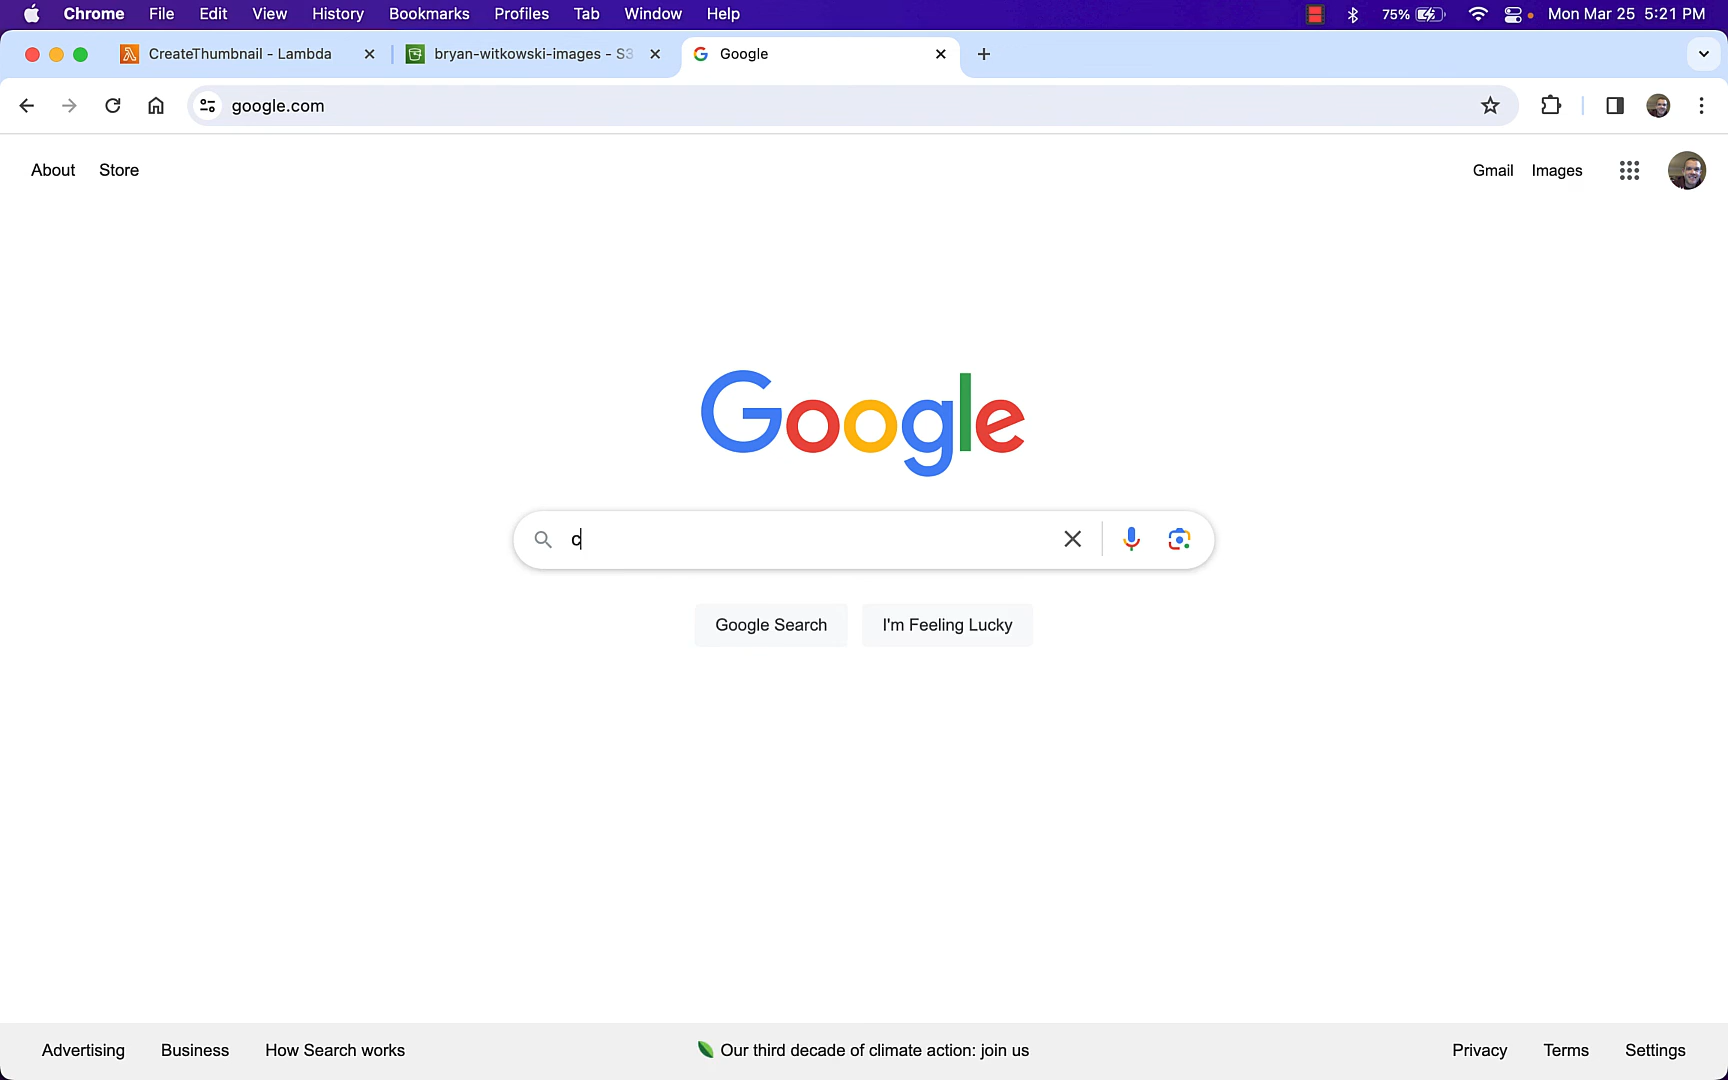 Chrome File Edit View History Bookmarks Profiles Tab Window Help 75% Mon Mar 25 5:21 PM
CreateThumbnail - Lambda bryan-witkowski-images - S3 Google
google.com
About Store Gmail Images
Google
c
Google Search I'm Feeling Lucky
Advertising Business How Search works Our third decade of climate action: join us Privacy Terms Settings